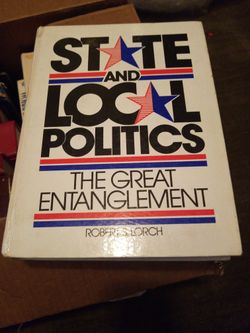 STATE
AND
LOCAL
POLITICS
THE GREAT
ENTANGLEMENT
ROBERT S. LORCH